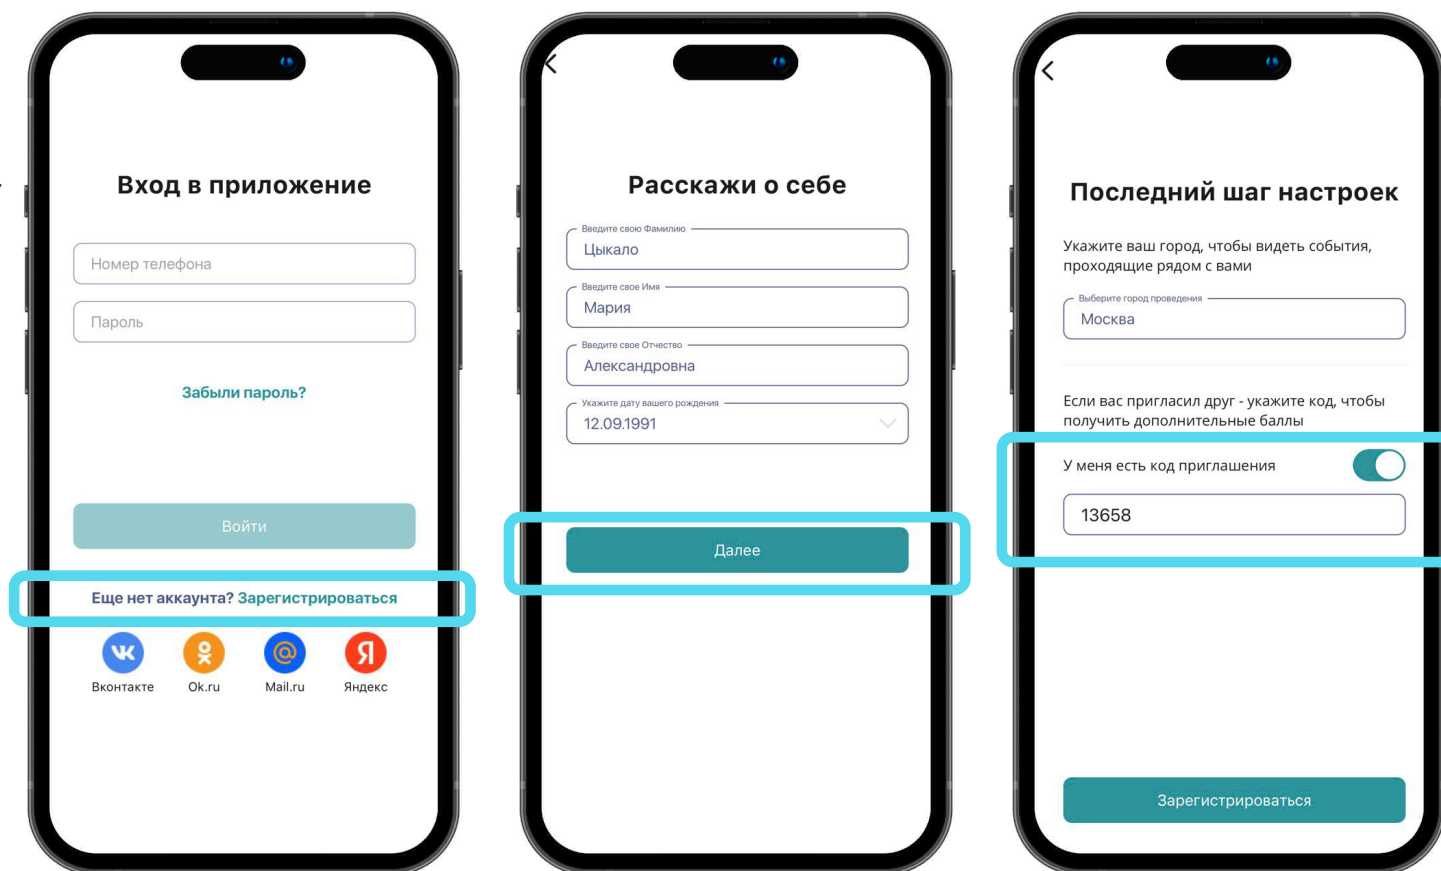 Вход в приложение
Номер телефона
Пароль
Забыли пароль?
Войти
Еще нет аккаунта? Зарегистрироваться
Вконтакте
Ok.ru
Mail.ru
Яндекс
Расскажи о себе
Введите свою Фамилию
Цыкало
Введите свое Имя
Мария
Введите свое Отчество
Александровна
Укажите дату вашего рождения
12.09.1991
Далее
Последний шаг настроек
Укажите ваш город, чтобы видеть события,
проходящие рядом с вами
Выберите город проведения
Москва
Если вас пригласил друг - укажите код, чтобы
получить дополнительные баллы
У меня есть код приглашения
13658
Зарегистрироваться